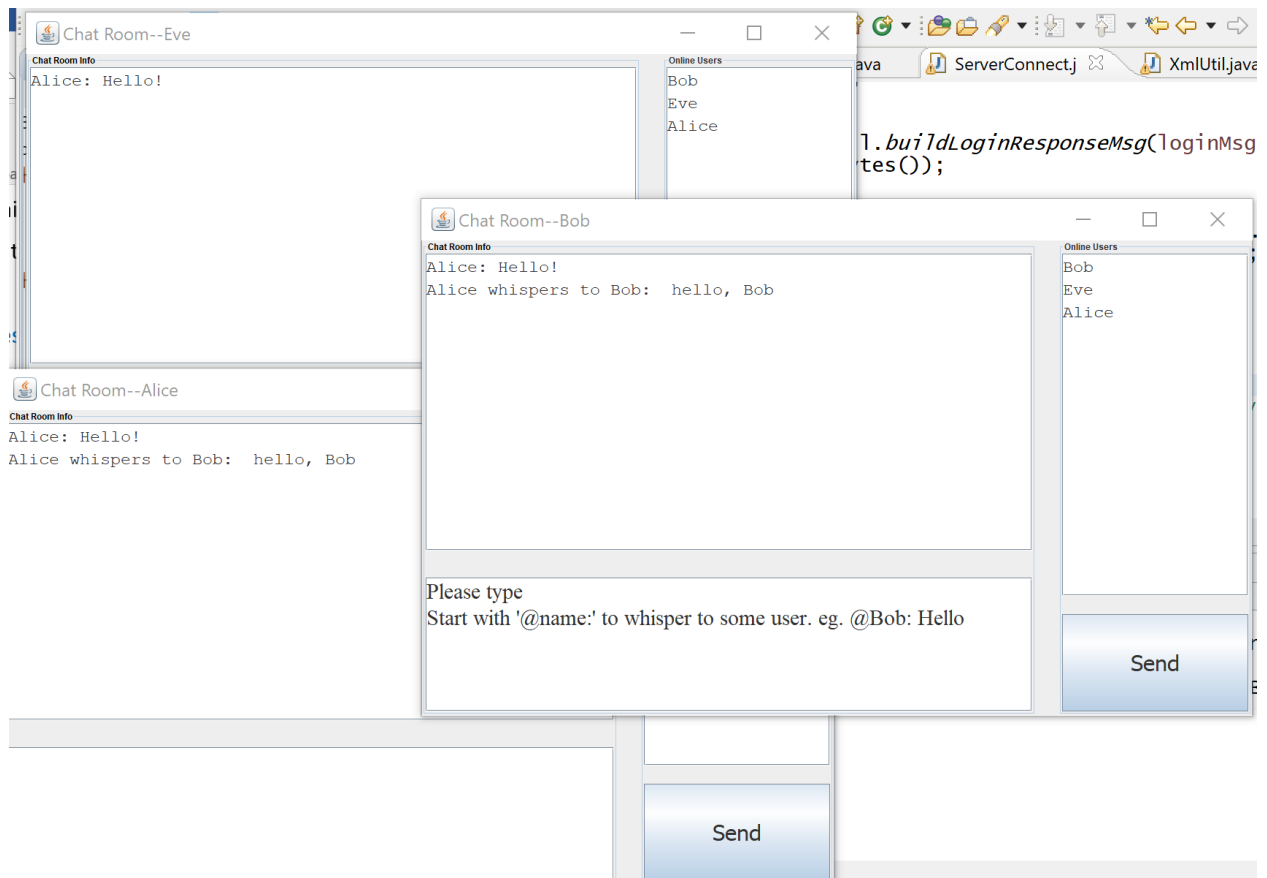 Chat Room--Eve
Chat Room Info
Alice: Hello!
Online Users
Bob
Eve
Alice
ava
ServerConnect.j
XmlUtil.java
l.buildLoginResponseMsg(loginMsg
tes());
Chat Room--Bob
Chat Room Info
Alice: Hello!
Alice whispers to Bob:  hello, Bob
Online Users
Bob
Eve
Alice
Please type
Start with '@name:' to whisper to some user. eg. @Bob: Hello
Send
Chat Room--Alice
Chat Room Info
Alice: Hello!
Alice whispers to Bob:  hello, Bob
Send